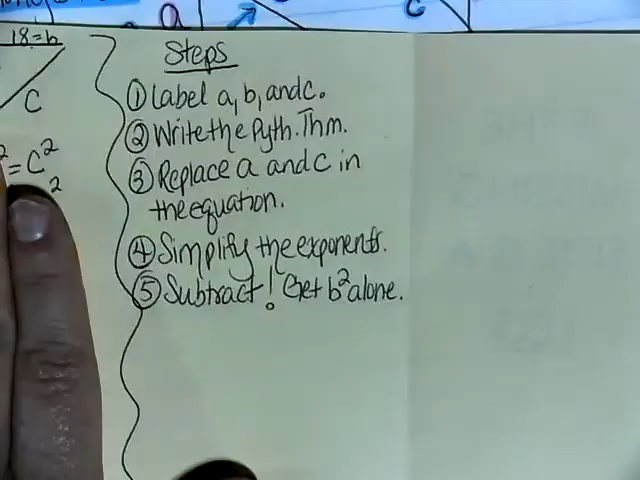 a
C
18=b
C
²=C²
2
Steps
① Label a, b, and c.
② Write the Pyth. Thm.
③ Replace a and c in
the equation.
④ Simplify the exponents.
⑤ Subtract! Get b² alone.